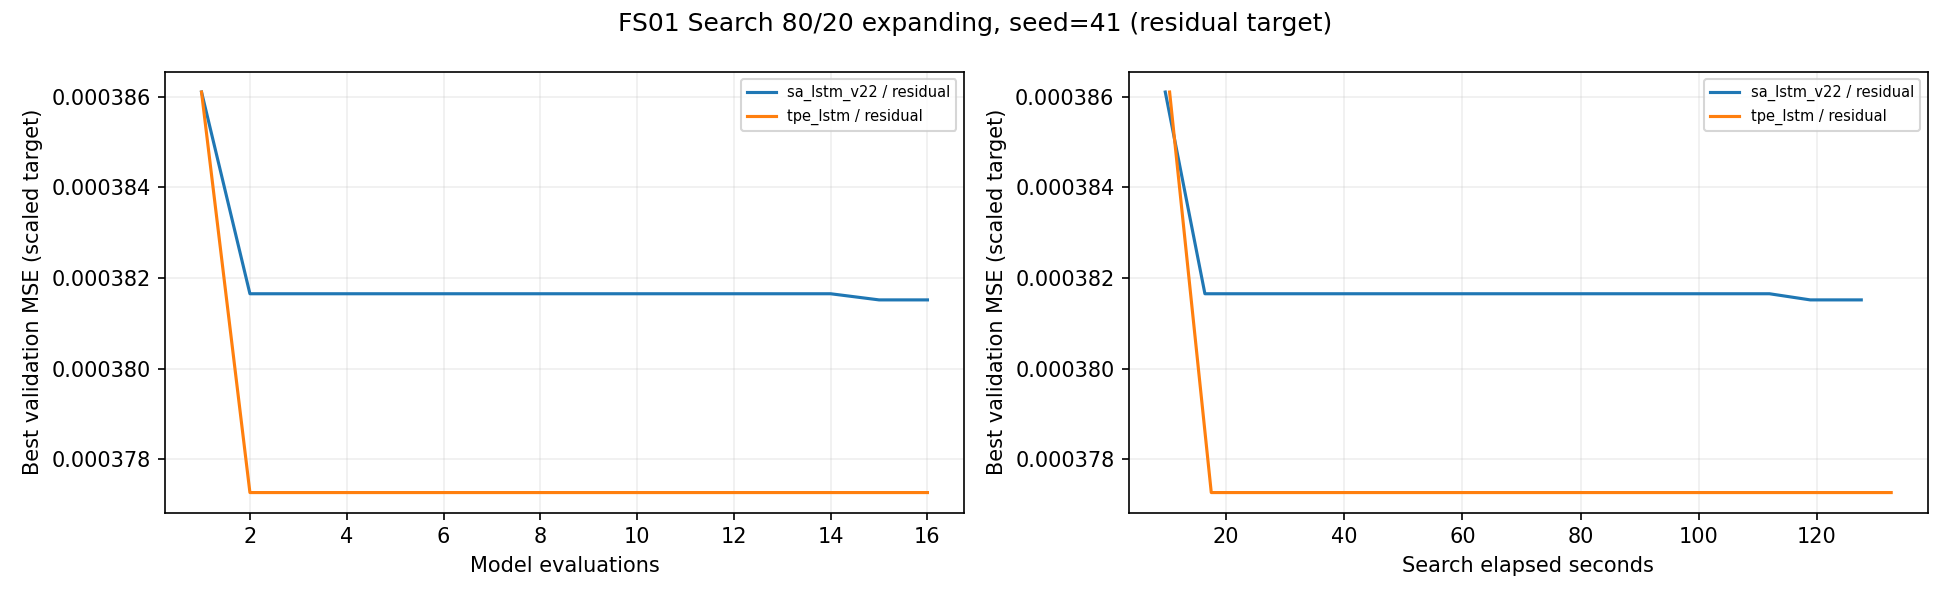 FS01 Search 80/20 expanding, seed=41 (residual target)
Best validation MSE (scaled target)
0.000386
0.000384
0.000382
0.000380
0.000378
sa_lstm_v22 / residual
tpe_lstm / residual
2 4 6 8 10 12 14 16
Model evaluations
Best validation MSE (scaled target)
0.000386
0.000384
0.000382
0.000380
0.000378
sa_lstm_v22 / residual
tpe_lstm / residual
20 40 60 80 100 120
Search elapsed seconds